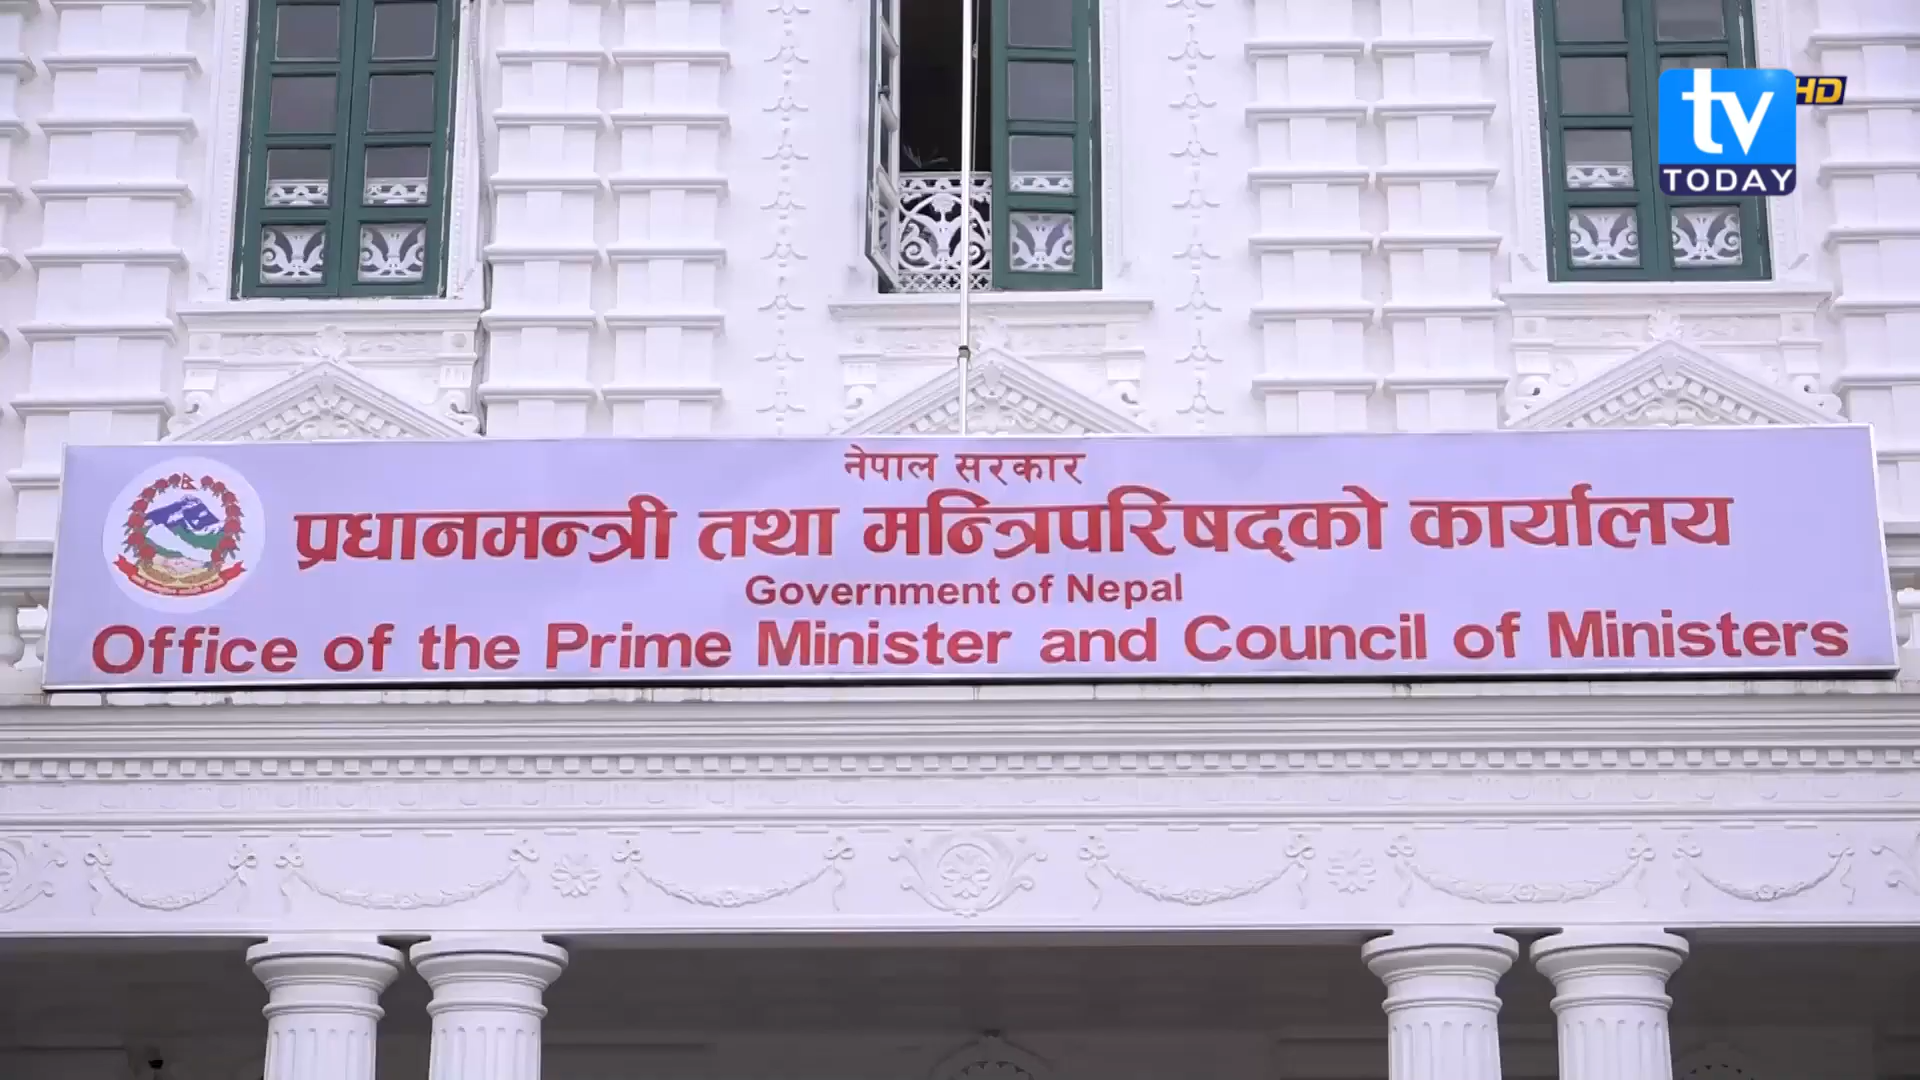 tv
HD
TODAY
नेपाल सरकार
प्रधानमन्त्री तथा मन्त्रिपरिषद्को कार्यालय
Government of Nepal
Office of the Prime Minister and Council of Ministers